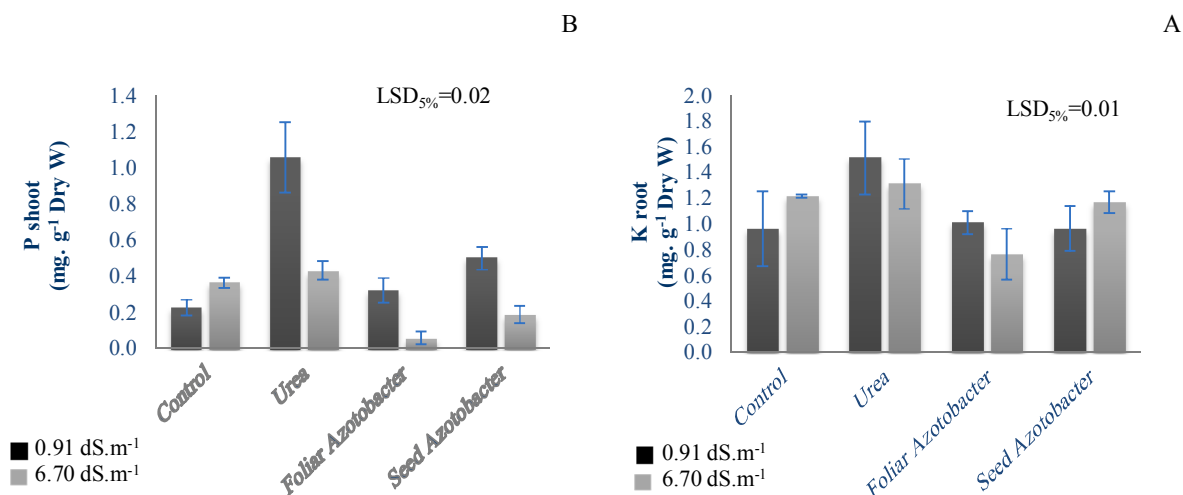 B
LSD5%=0.02
P shoot
(mg. g-1 Dry W)
1.4
1.2
1.0
0.8
0.6
0.4
0.2
0.0
Control
Urea
Foliar Azotobacter
Seed Azotobacter
0.91 dS.m-1
6.70 dS.m-1
A
LSD5%=0.01
K root
(mg. g-1 Dry W)
2.0
1.8
1.6
1.4
1.2
1.0
0.8
0.6
0.4
0.2
0.0
Control
Urea
Foliar Azotobacter
Seed Azotobacter
0.91 dS.m-1
6.70 dS.m-1